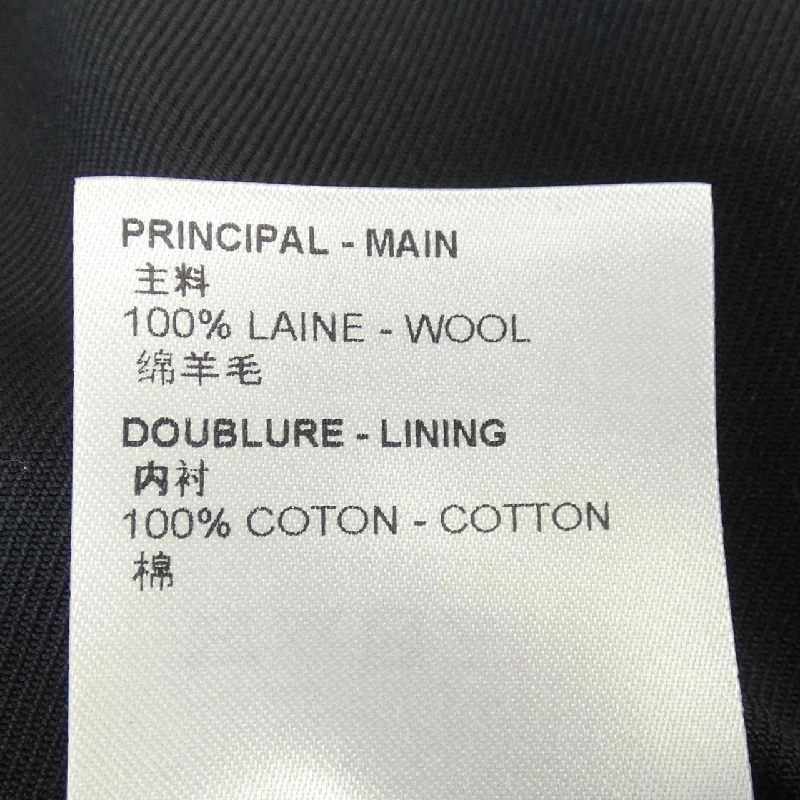 PRINCIPAL - MAIN
主料
100% LAINE - WOOL
绵羊毛
DOUBLURE - LINING
内衬
100% COTON - COTTON
棉